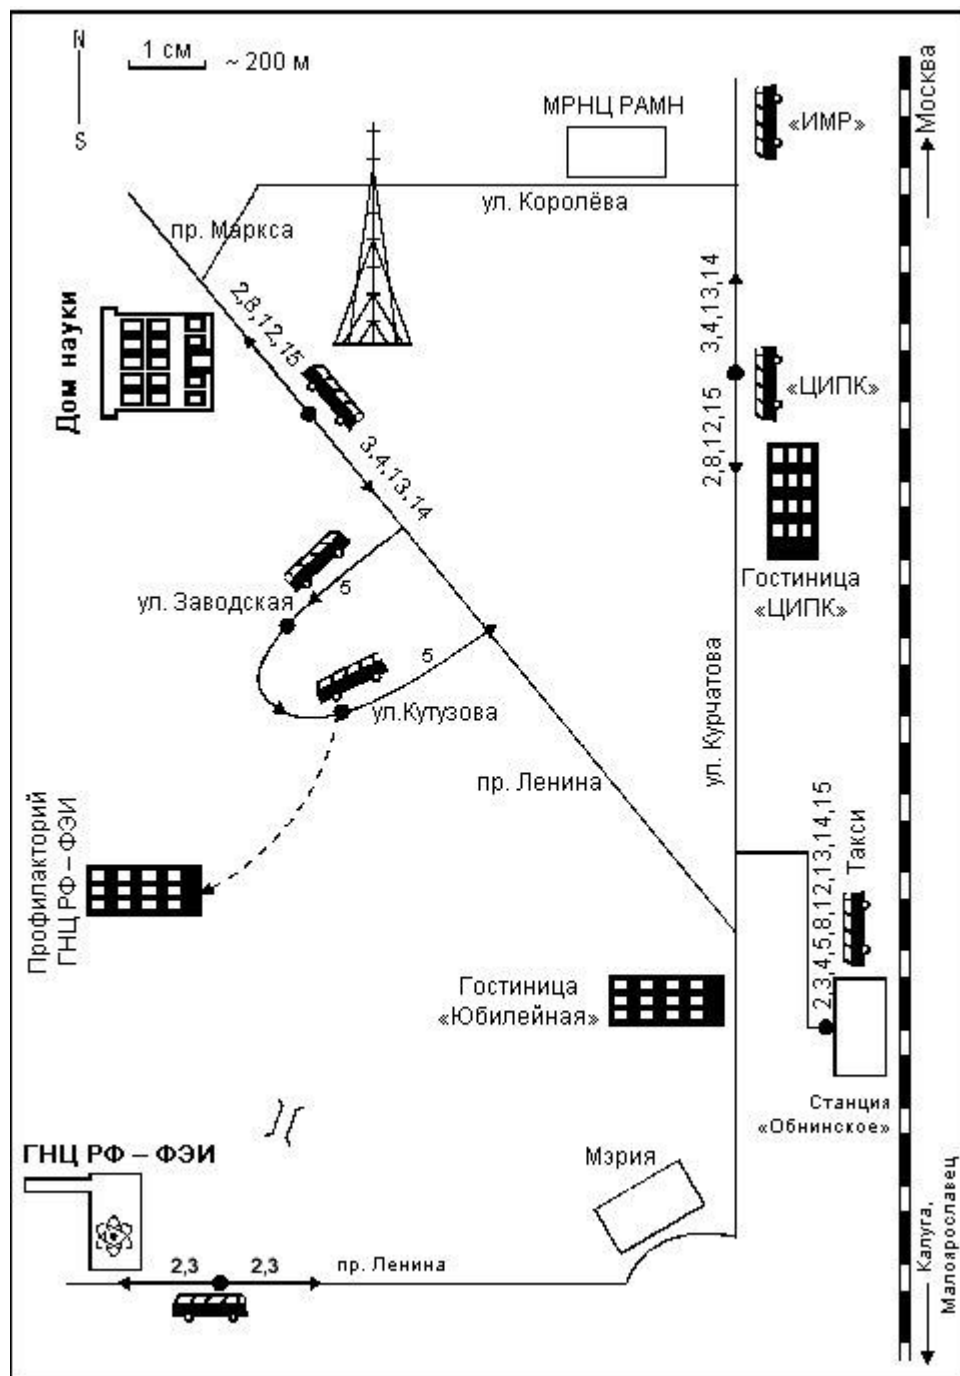 N
1 см
~ 200 м
S
МРНЦ РАМН
«ИМР»
Москва
ул. Королёва
пр. Маркса
2,8,12,15
3,4,13,14
Дом науки
«ЦИПК»
3,4,13,14
2,8,12,15
Гостиница
«ЦИПК»
5
ул. Заводская
5
ул.Кутузова
ул. Курчатова
пр. Ленина
2,3,4,5,8,12,13,14,15
Такси
Профилакторий
ГНЦ РФ – ФЭИ
Гостиница
«Юбилейная»
Станция
«Обнинское»
ГНЦ РФ – ФЭИ
Мэрия
2,3
2,3
пр. Ленина
Калуга,
Малоярославец